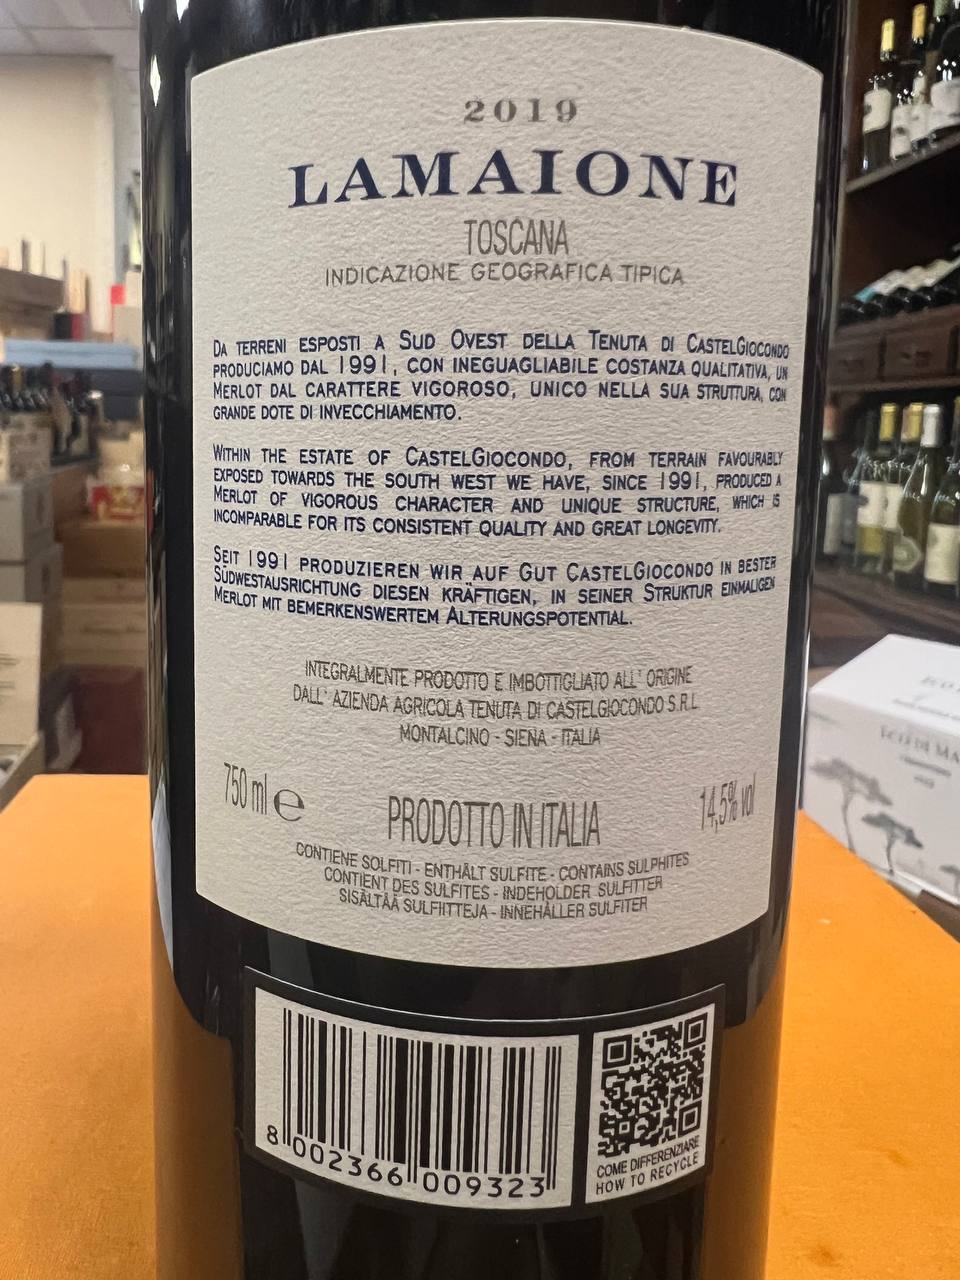 2019
LAMAIONE
TOSCANA
INDICAZIONE GEOGRAFICA TIPICA
DA TERRENI ESPOSTI A SUD OVEST DELLA TENUTA DI CASTELGIOCONDO
PRODUCIAMO DAL 1991, CON INEGUAGLIABILE COSTANZA QUALITATIVA, UN
MERLOT DAL CARATTERE VIGOROSO, UNICO NELLA SUA STRUTTURA, CON
GRANDE DOTE DI INVECCHIAMENTO.
WITHIN THE ESTATE OF CASTELGIOCONDO, FROM TERRAIN FAVOURABLY
EXPOSED TOWARDS THE SOUTH WEST WE HAVE, SINCE 1991, PRODUCED A
MERLOT OF VIGOROUS CHARACTER AND UNIQUE STRUCTURE, WHICH IS
INCOMPARABLE FOR ITS CONSISTENT QUALITY AND GREAT LONGEVITY.
SEIT 1991 PRODUZIEREN WIR AUF GUT CASTELGIOCONDO IN BESTER
SÜDWESTAUSRICHTUNG DIESEN KRÄFTIGEN, IN SEINER STRUKTUR EINMALIGEN
MERLOT MIT BEMERKENSWERTEM ALTERUNGSPOTENTIAL.
INTEGRALMENTE PRODOTTO E IMBOTTIGLIATO ALL' ORIGINE
DALL' AZIENDA AGRICOLA TENUTA DI CASTELGIOCONDO S.R.L.
MONTALCINO - SIENA - ITALIA
750 ml e PRODOTTO IN ITALIA 14,5% vol
CONTIENE SOLFITI - ENTHÄLT SULFITE - CONTAINS SULPHITES
CONTIENT DES SULFITES - INDEHOLDER SULFITTER
SISÄLTÄÄ SULFIITTEJA - INNEHÅLLER SULFITER
8 002366 009323
COME DIFFERENZIARE
HOW TO RECYCLE